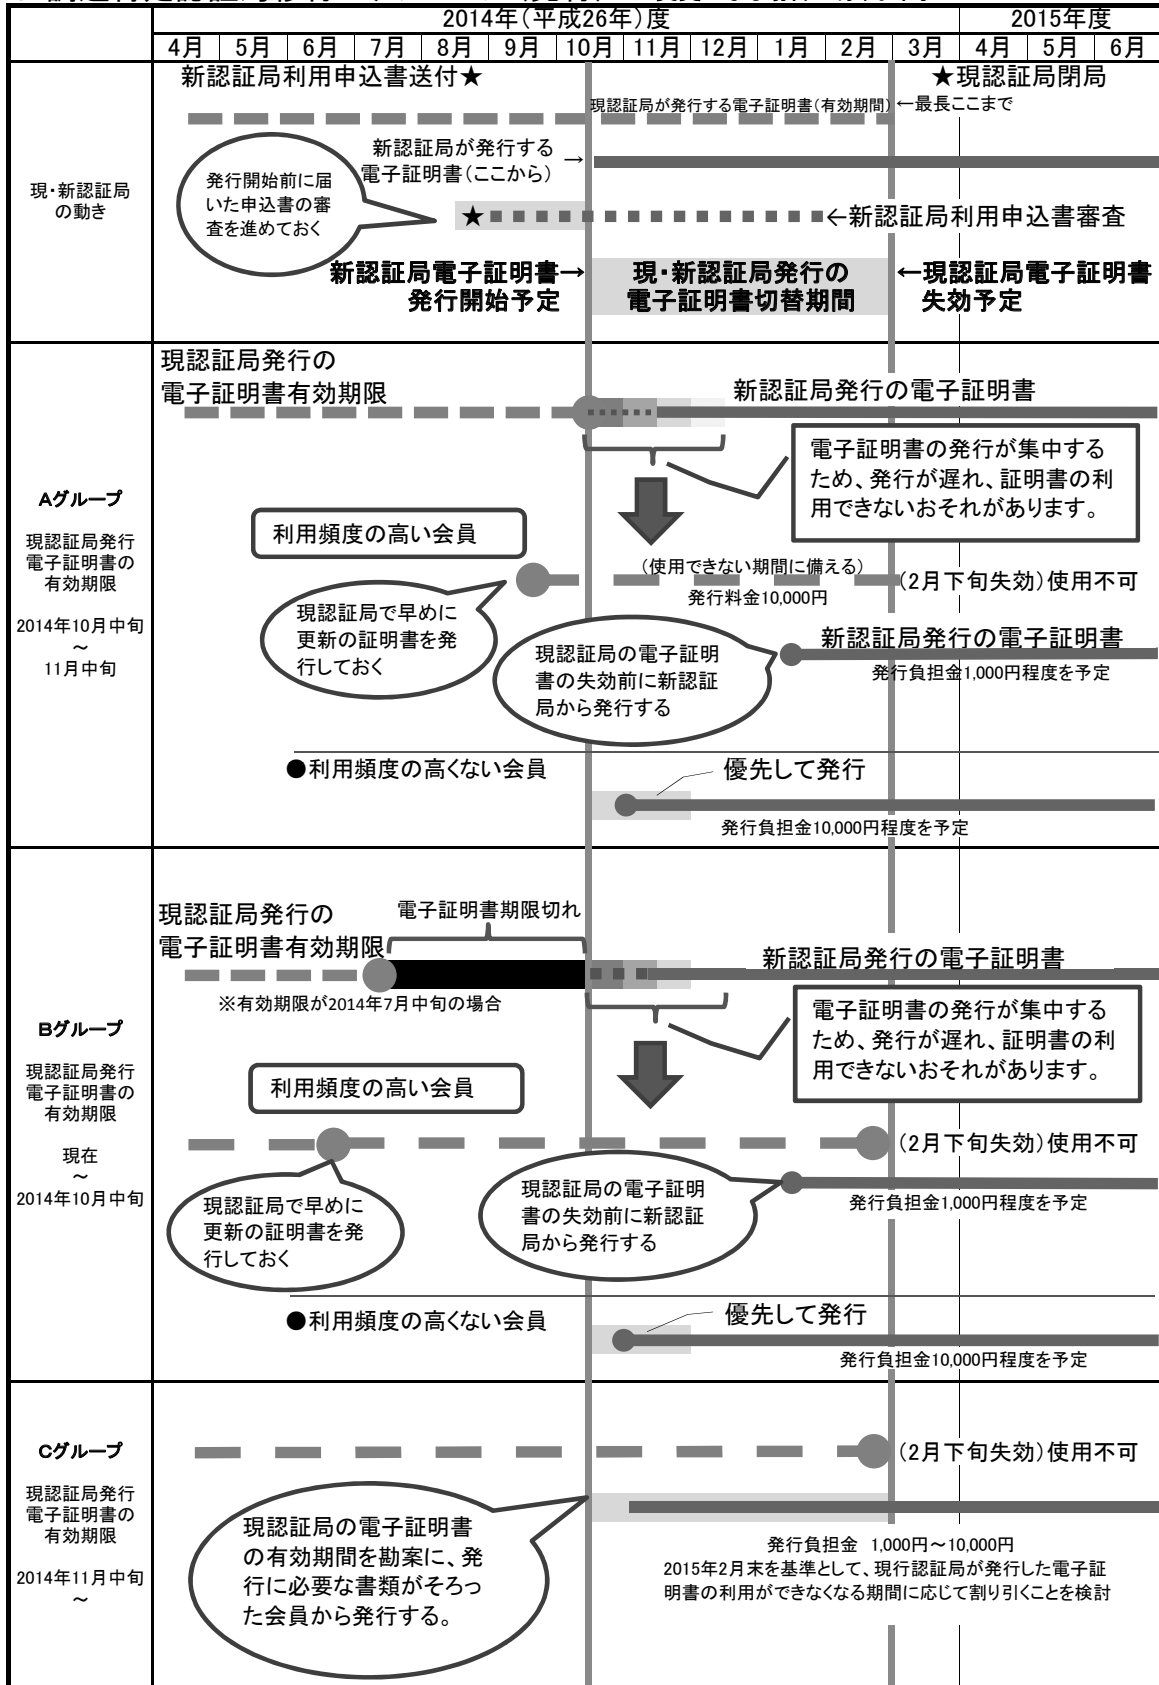 2014年(平成26年)度
2015年度
4月 5月 6月 7月 8月 9月 10月 11月 12月 1月 2月 3月 4月 5月 6月
現・新認証局
の動き
新認証局利用申込書送付★
★現認証局閉局
現認証局が発行する電子証明書(有効期間)
←最長ここまで
新認証局が発行する
電子証明書(ここから)
→
発行開始前に届
いた申込書の審
査を進めておく
★
←新認証局利用申込書審査
新認証局電子証明書→
発行開始予定
現・新認証局発行の
電子証明書切替期間
←現認証局電子証明書
失効予定
Aグループ
現認証局発行
電子証明書の
有効期限
2014年10月中旬
～
11月中旬
現認証局発行の
電子証明書有効期限
新認証局発行の電子証明書
電子証明書の発行が集中する
ため、発行が遅れ、証明書の利
用できないおそれがあります。
利用頻度の高い会員
(使用できない期間に備える)
発行料金10,000円
(2月下旬失効)使用不可
現認証局で早めに
更新の証明書を発
行しておく
現認証局の電子証明
書の失効前に新認証
局から発行する
新認証局発行の電子証明書
発行負担金1,000円程度を予定
●利用頻度の高くない会員
優先して発行
発行負担金10,000円程度を予定
Bグループ
現認証局発行
電子証明書の
有効期限
現在
～
2014年10月中旬
現認証局発行の
電子証明書有効期限
電子証明書期限切れ
新認証局発行の電子証明書
※有効期限が2014年7月中旬の場合
電子証明書の発行が集中する
ため、発行が遅れ、証明書の利
用できないおそれがあります。
利用頻度の高い会員
(2月下旬失効)使用不可
現認証局で早めに
更新の証明書を発
行しておく
現認証局の電子証明
書の失効前に新認証
局から発行する
発行負担金1,000円程度を予定
●利用頻度の高くない会員
優先して発行
発行負担金10,000円程度を予定
Cグループ
現認証局発行
電子証明書の
有効期限
2014年11月中旬
～
(2月下旬失効)使用不可
現認証局の電子証明書
の有効期間を勘案に、発
行に必要な書類がそろっ
た会員から発行する。
発行負担金 1,000円～10,000円
2015年2月末を基準として、現行認証局が発行した電子証
明書の利用ができなくなる期間に応じて割り引くことを検討